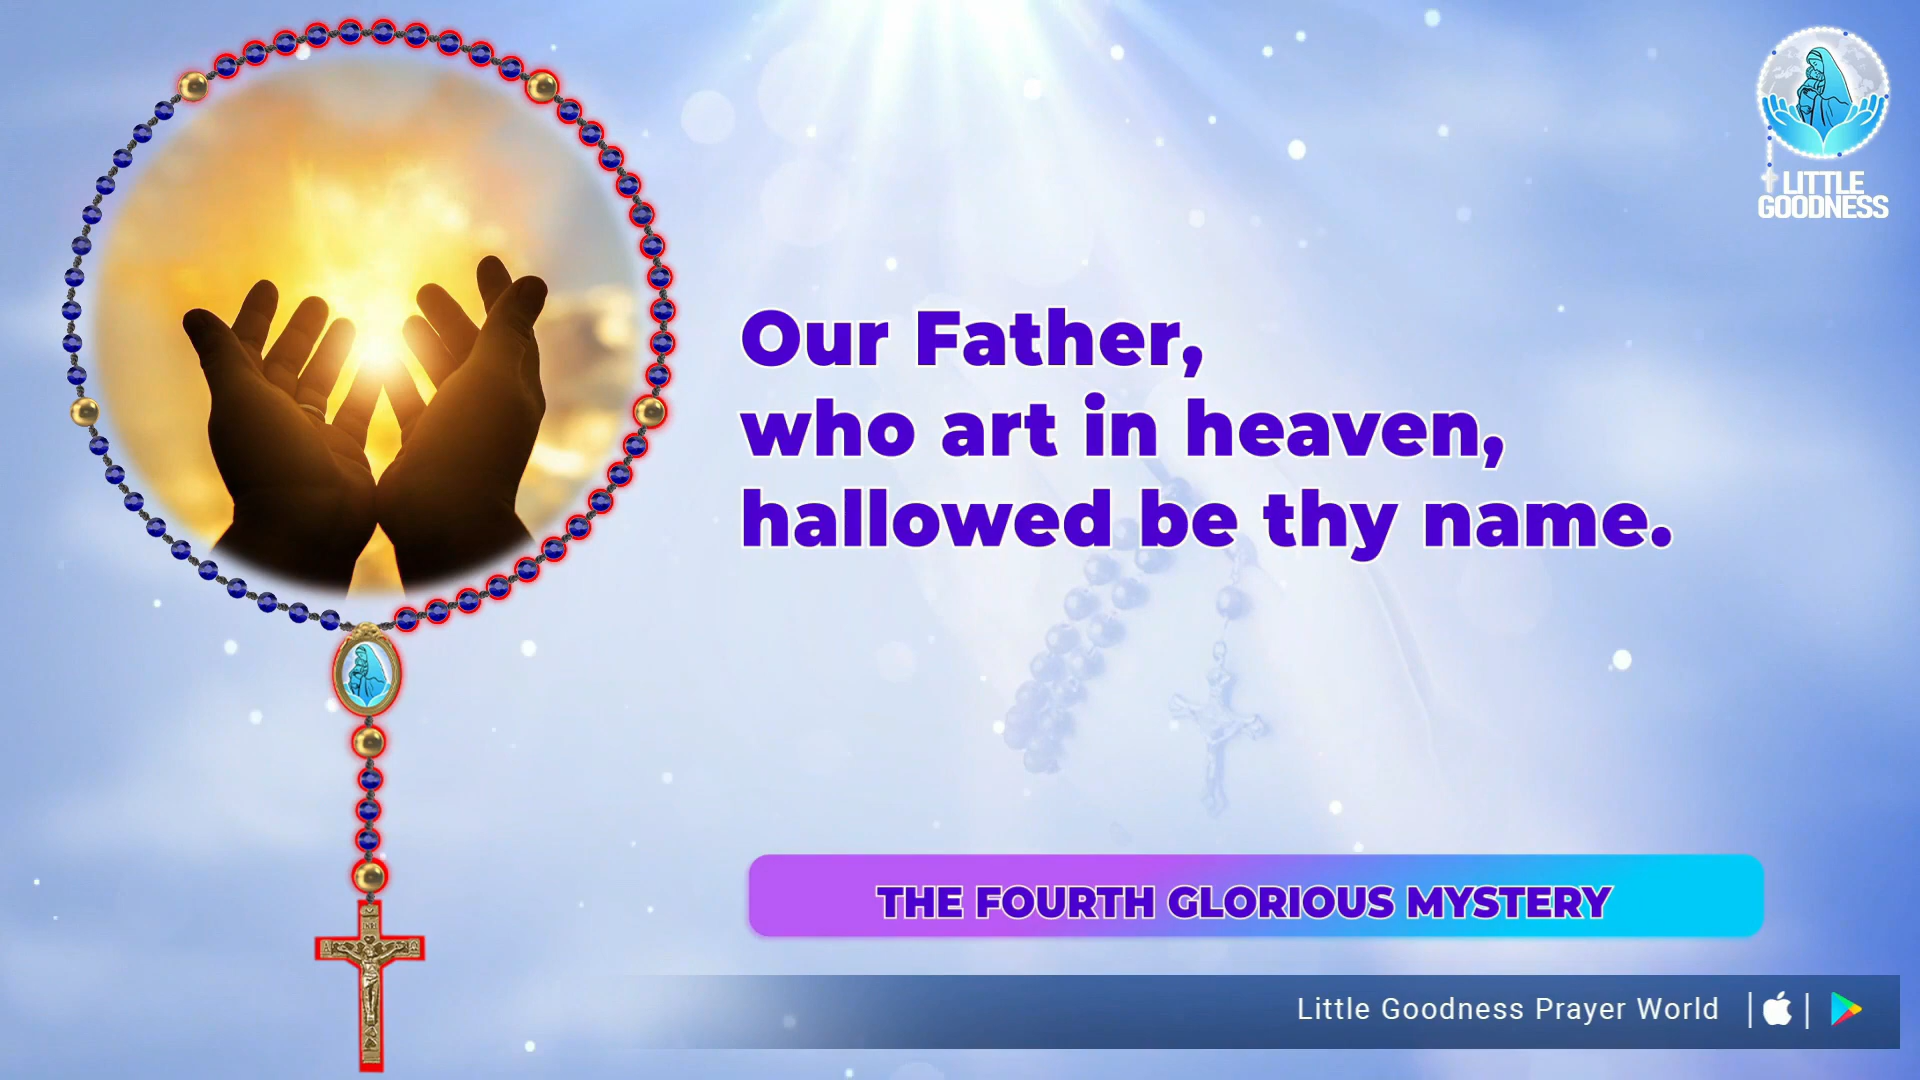 LITTLE
GOODNESS
Our Father,
who art in heaven,
hallowed be thy name.
THE FOURTH GLORIOUS MYSTERY
Little Goodness Prayer World